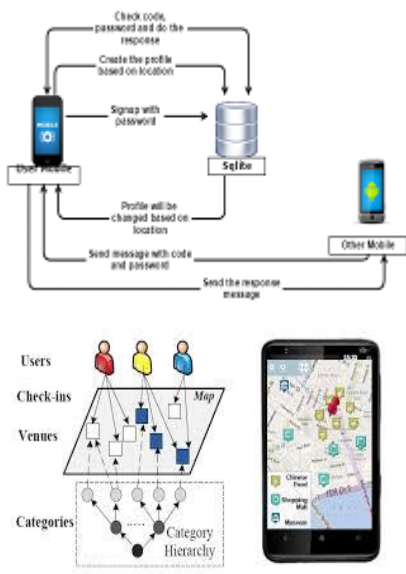 Check code,
password and do the
response
Create the profile
based on location
Signup with
password
MOBILE
User Mobile
Sqlite
Profile will be
changed based on
location
Other Mobile
Send message with code
and password
Send the response
message
Users
Check-ins
Map
Venues
Categories
Category
Hierarchy
Chinese
Food
Shopping
Mall
Museum